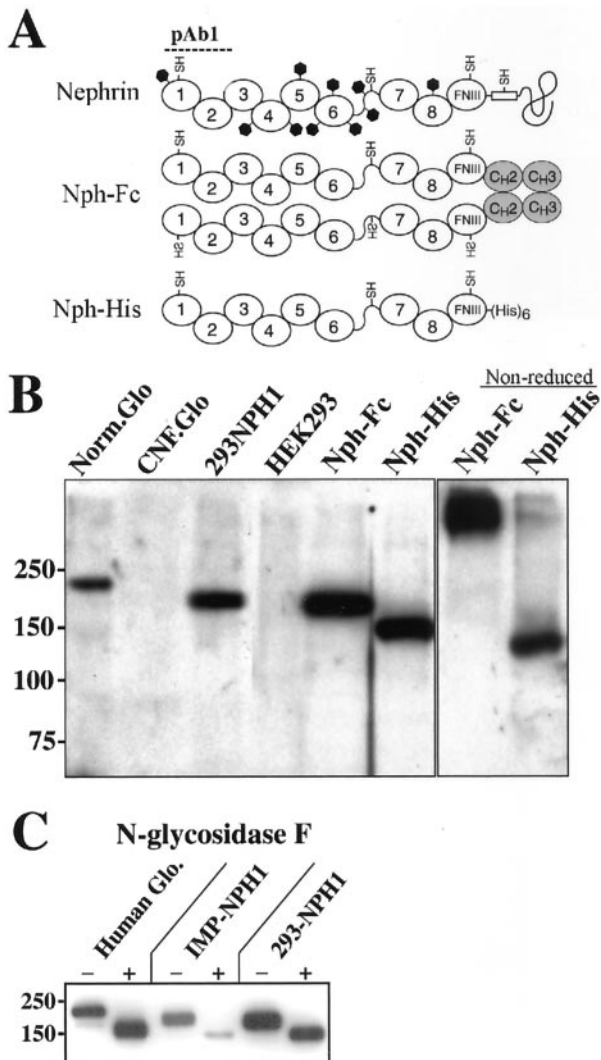 A
pAb1
Nephrin
SH SH SH SH
1 2 3 4 5 6 7 8 FNIII
Nph-Fc
SH SH SH
1 2 3 4 5 6 7 8 FNIII CH2 CH3
1 2 3 4 5 6 7 8 FNIII CH2 CH3
SH SH SH
Nph-His
SH SH SH
1 2 3 4 5 6 7 8 FNIII (His)6
B
Non-reduced
Norm.Glo CNF.Glo 293NPH1 HEK293 Nph-Fc Nph-His Nph-Fc Nph-His
250
150
100
75
C
N-glycosidase F
Human Glo. IMP-NPH1 293-NPH1
– + – + – +
250
150